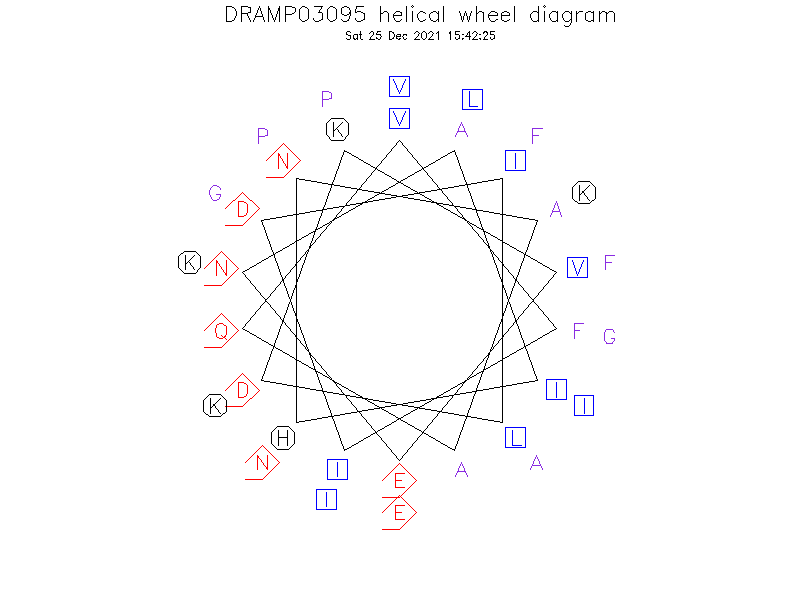 DRAMP03095 helical wheel diagram
Sat 25 Dec 2021 15:42:25
V
P L
V
K A
P F
N I
G D A K
K N V F
Q F G
D I
K I
H L
N A
I A
I E
E